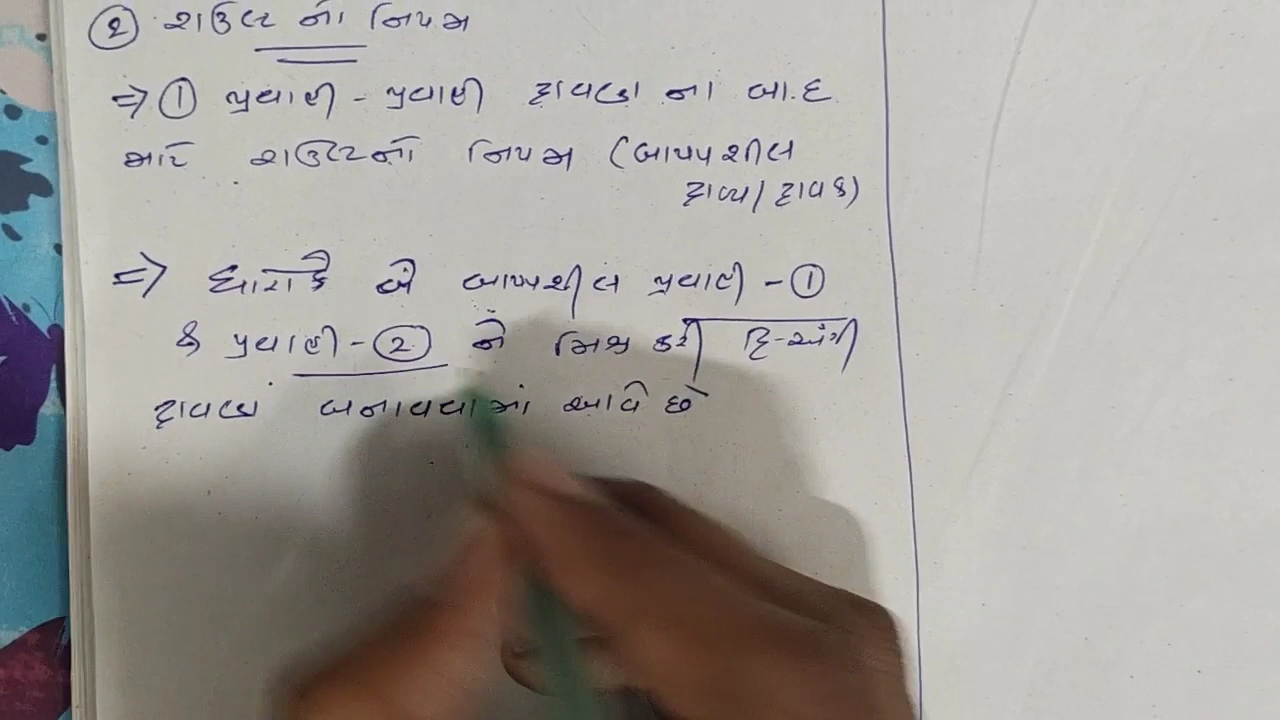 ② રાઉલ્ટ નો નિયમ
⇒ ① પ્રવાહી - પ્રવાહી દ્રાવણ ના બા.દ
માટે રાઉલ્ટનો નિયમ (બાષ્પશીલ
દ્રાવ્ય/દ્રાવક)
⇒ ધારોકે બે બાષ્પશીલ પ્રવાહી - ①
& પ્રવાહી - ② ને મિશ્ર કરી દ્વિ-અંગી
દ્રાવણ બનાવવામાં આવે છે